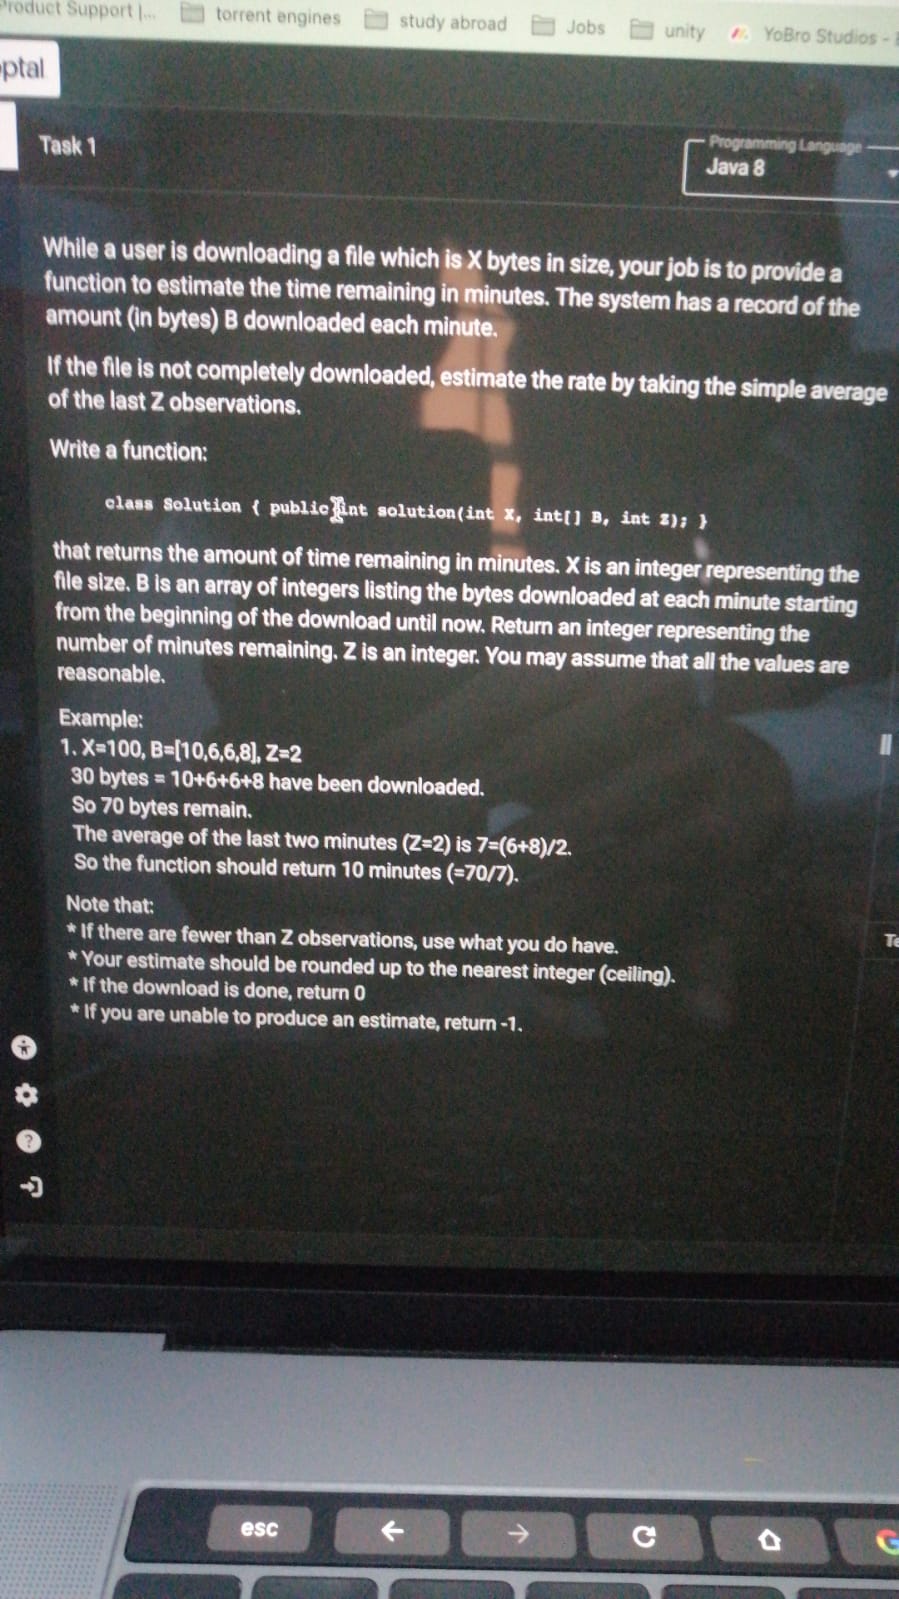 Product Support |...
torrent engines
study abroad
Jobs
unity
YoBro Studios -
ptal
Task 1
Programming Language
Java 8
While a user is downloading a file which is X bytes in size, your job is to provide a
function to estimate the time remaining in minutes. The system has a record of the
amount (in bytes) B downloaded each minute.
If the file is not completely downloaded, estimate the rate by taking the simple average
of the last Z observations.
Write a function:
class Solution { public int solution(int X, int[] B, int Z); }
that returns the amount of time remaining in minutes. X is an integer representing the
file size. B is an array of integers listing the bytes downloaded at each minute starting
from the beginning of the download until now. Return an integer representing the
number of minutes remaining. Z is an integer. You may assume that all the values are
reasonable.
Example:
1. X=100, B=[10,6,6,8], Z=2
30 bytes = 10+6+6+8 have been downloaded.
So 70 bytes remain.
The average of the last two minutes (Z=2) is 7=(6+8)/2.
So the function should return 10 minutes (=70/7).
Note that:
* If there are fewer than Z observations, use what you do have.
Te
* Your estimate should be rounded up to the nearest integer (ceiling).
* If the download is done, return 0
* If you are unable to produce an estimate, return -1.
esc